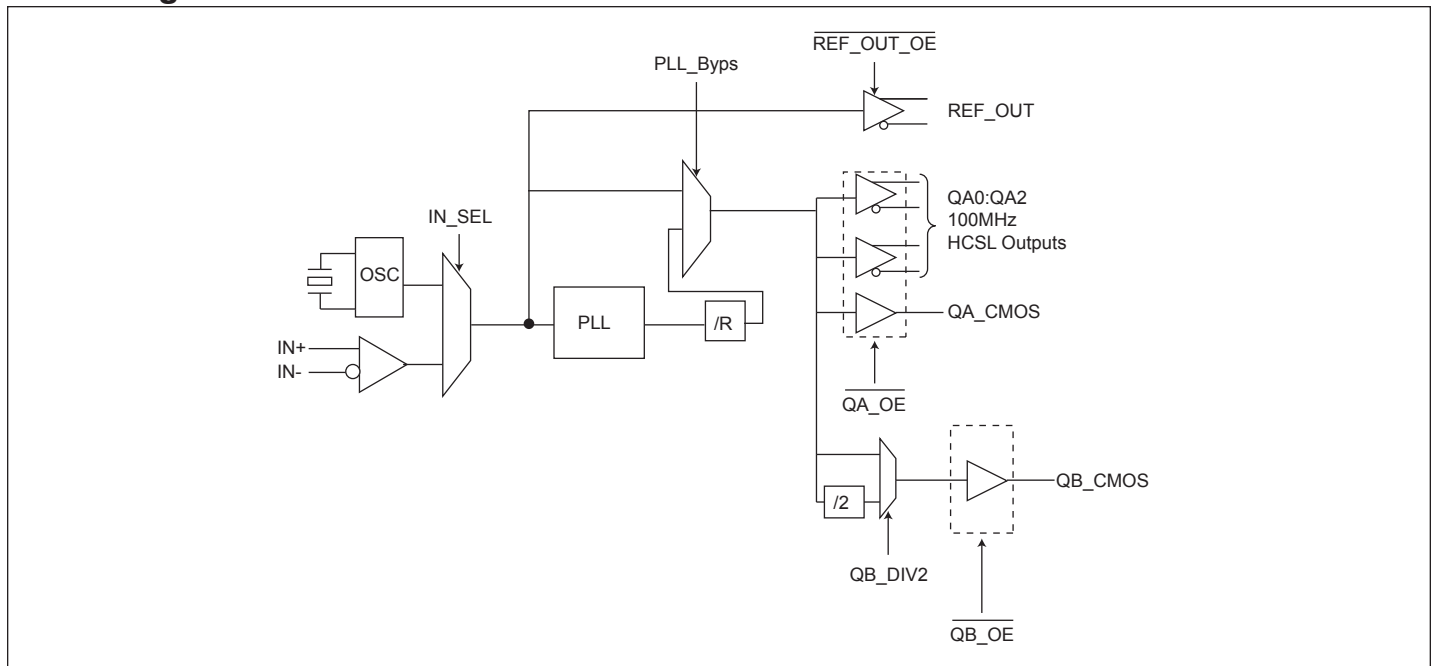 REF_OUT_OE
PLL_Byps
REF_OUT
IN_SEL
QA0:QA2
100MHz
HCSL Outputs
OSC
PLL
/R
QA_CMOS
IN+
IN-
QA_OE
/2
QB_CMOS
QB_DIV2
QB_OE